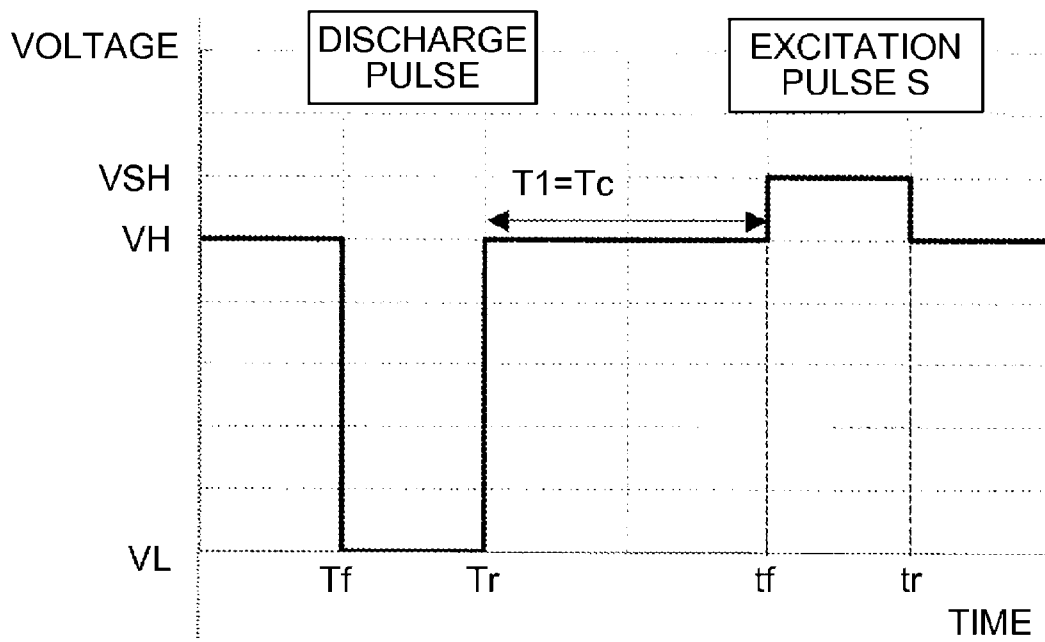 VOLTAGE
DISCHARGE
PULSE
EXCITATION
PULSE S
VSH
T1=Tc
VH
VL
Tf
Tr
tf
tr
TIME